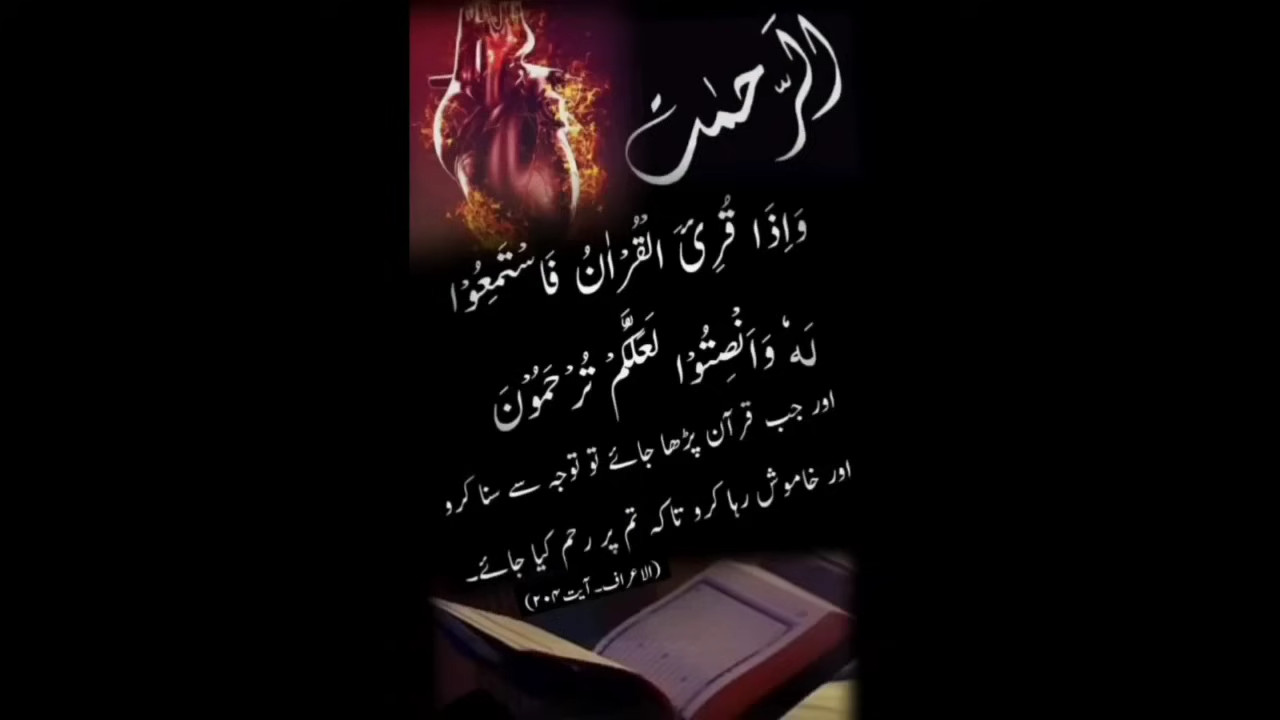 الرَّحمٰن
وَاِذَا قُرِئَ الْقُرْاٰنُ فَاسْتَمِعُوْا
لَهٗ وَاَنْصِتُوْا لَعَلَّكُمْ تُرْحَمُوْنَ
اور جب قرآن پڑھا جائے تو توجہ سے سنا کرو
اور خاموش رہا کرو تاکہ تم پر رحم کیا جائے۔
(الاعراف۔ آیت ۲۰۴)